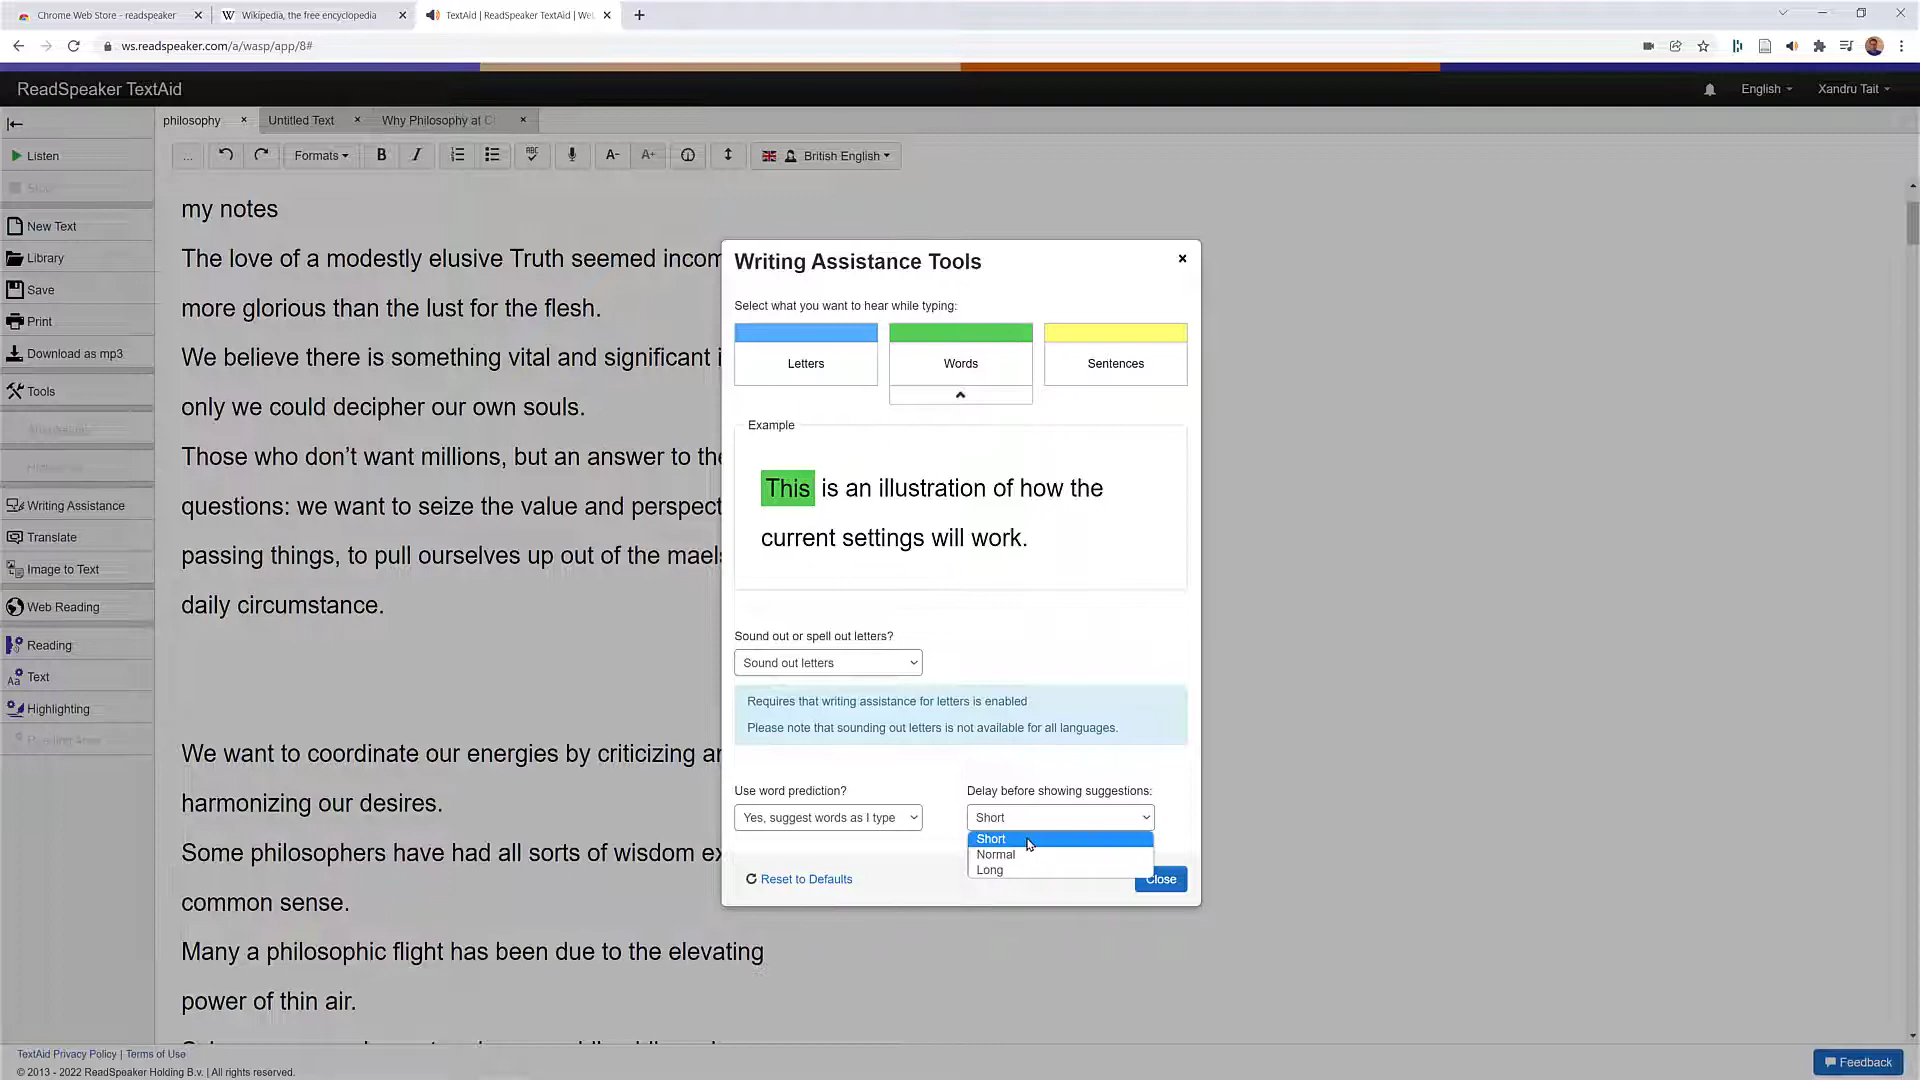 Chrome Web Store - readspeaker
Wikipedia, the free encyclopedia
TextAid | ReadSpeaker TextAid | We
ws.readspeaker.com/a/wasp/app/8#
ReadSpeaker TextAid
English
Xandru Tait
philosophy
Untitled Text
Why Philosophy at C
Listen
Stop
... Formats B I ABC A- A+ British English
New Text
Library
Save
Print
Download as mp3
Tools
Writing Assistance
Translate
Image to Text
Web Reading
Reading
Text
Highlighting
my notes
The love of a modestly elusive Truth seemed incom
more glorious than the lust for the flesh.
We believe there is something vital and significant i
only we could decipher our own souls.
Those who don’t want millions, but an answer to the
questions: we want to seize the value and perspect
passing things, to pull ourselves up out of the mael
daily circumstance.
We want to coordinate our energies by criticizing an
harmonizing our desires.
Some philosophers have had all sorts of wisdom ex
common sense.
Many a philosophic flight has been due to the elevating
power of thin air.
Writing Assistance Tools
Select what you want to hear while typing:
Letters
Words
Sentences
Example
This is an illustration of how the
current settings will work.
Sound out or spell out letters?
Sound out letters
Requires that writing assistance for letters is enabled
Please note that sounding out letters is not available for all languages.
Use word prediction?
Yes, suggest words as I type
Delay before showing suggestions:
Short
Short
Normal
Long
Reset to Defaults
Close
TextAid Privacy Policy | Terms of Use
© 2013 - 2022 ReadSpeaker Holding B.v. | All rights reserved.
Feedback